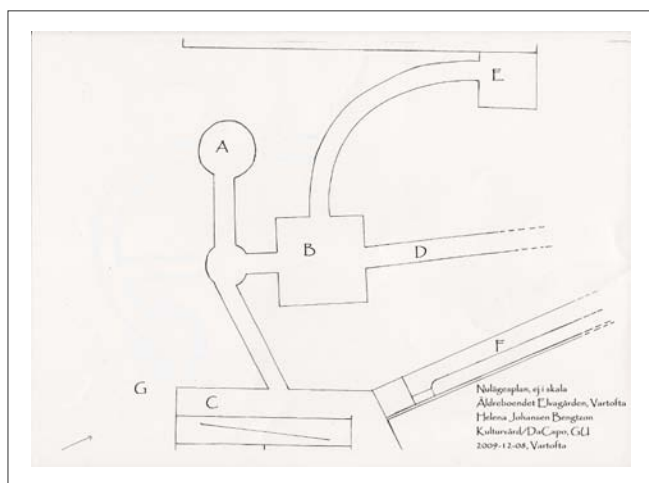 E
A
B
D
F
G
C
Nulägesplan, ej i skala
Äldreboendet Elvagården, Vartofta
Helena Johansen Bengtzon
Kulturvård/DaCapo, GU
2009-12-08, Vartofta